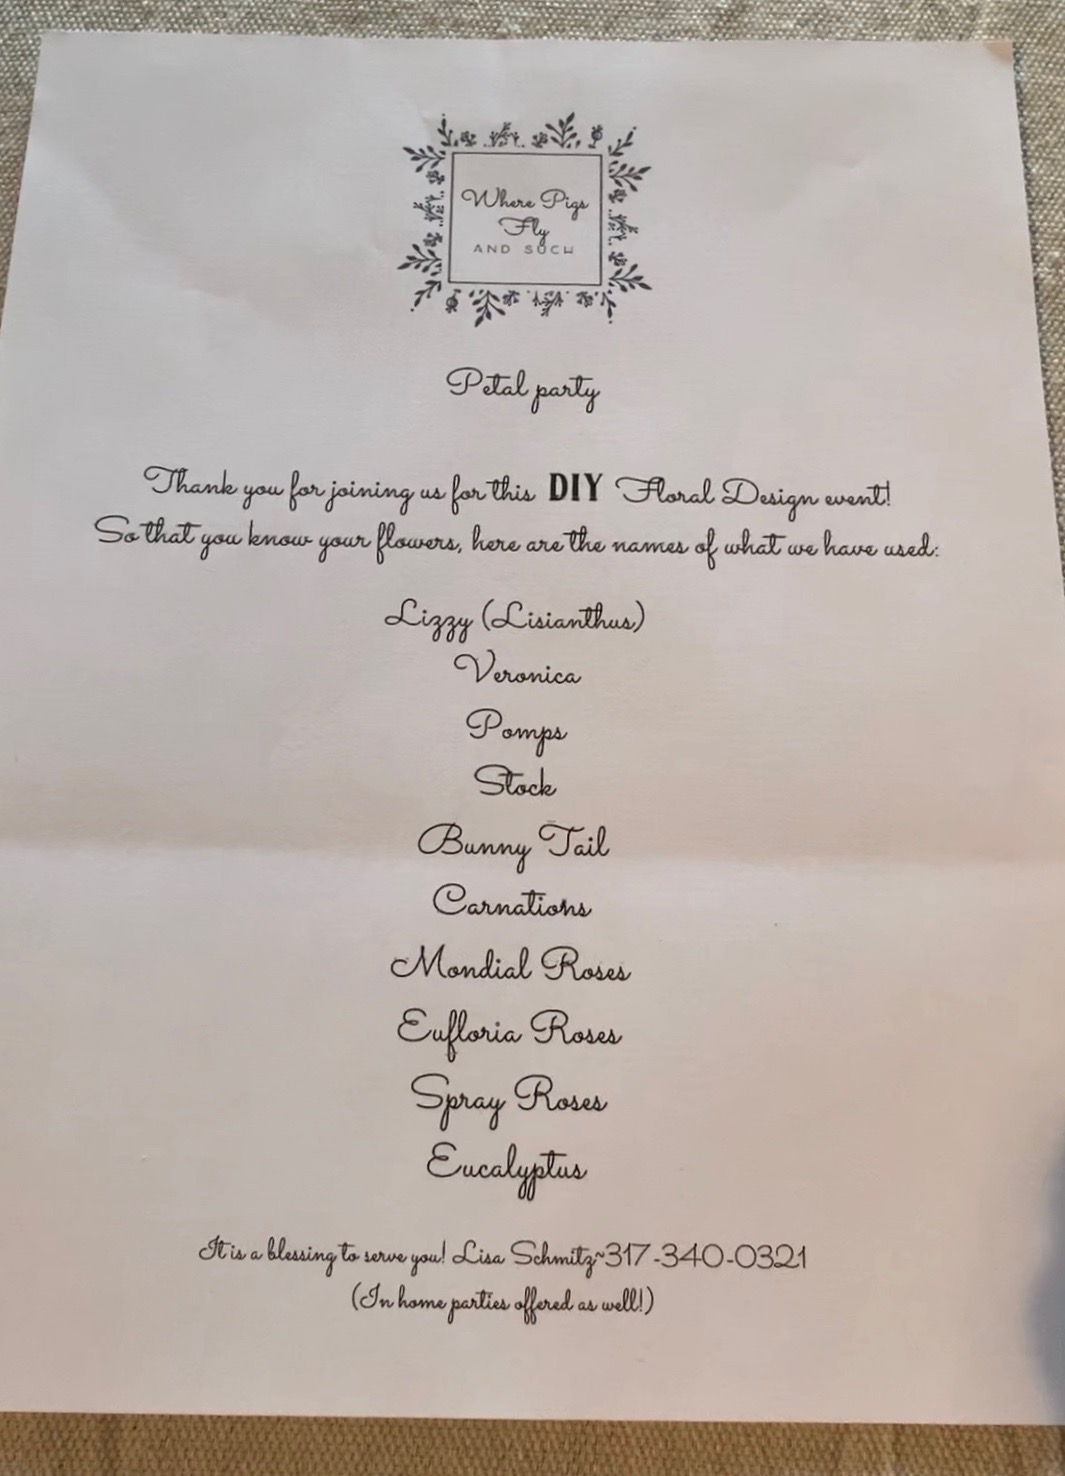 Where Pigs
Fly
AND SUCH
Petal party
Thank you for joining us for this DIY Floral Design event!
So that you know your flowers, here are the names of what we have used:
Lizzy (Lisianthus)
Veronica
Pomps
Stock
Bunny Tail
Carnations
Mondial Roses
Eufloria Roses
Spray Roses
Eucalyptus
It is a blessing to serve you! Lisa Schmitz~317-340-0321
(In home parties offered as well!)